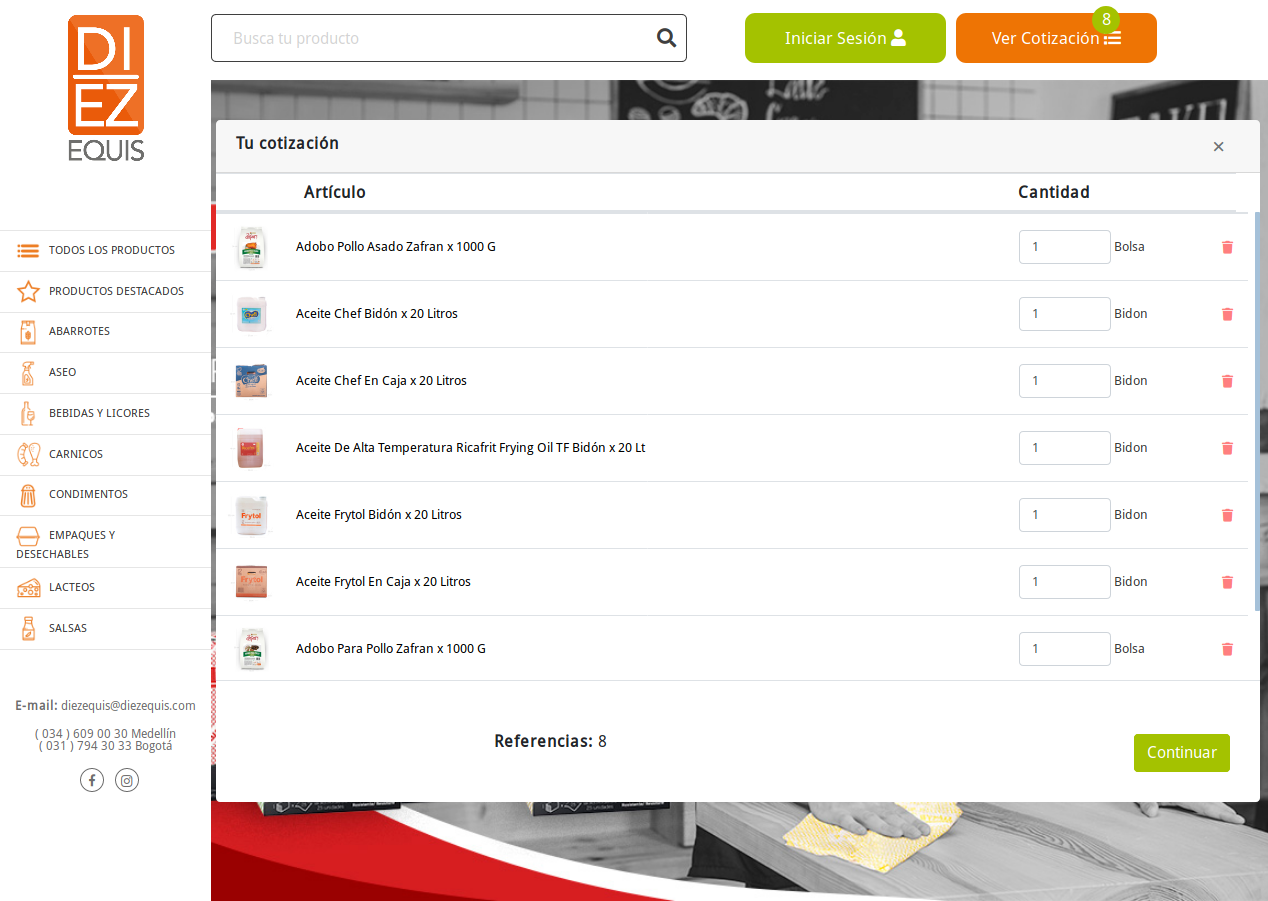 DI
EZ
EQUIS
Busca tu producto
Iniciar Sesión
Ver Cotización
8
Tu cotización
×
Artículo Cantidad
Adobo Pollo Asado Zafran x 1000 G 1 Bolsa
Aceite Chef Bidón x 20 Litros 1 Bidon
Aceite Chef En Caja x 20 Litros 1 Bidon
Aceite De Alta Temperatura Ricafrit Frying Oil TF Bidón x 20 Lt 1 Bidon
Frytol
Aceite Frytol Bidón x 20 Litros 1 Bidon
Frytol
Aceite Frytol En Caja x 20 Litros 1 Bidon
Adobo Para Pollo Zafran x 1000 G 1 Bolsa
Referencias: 8
Continuar
TODOS LOS PRODUCTOS
PRODUCTOS DESTACADOS
ABARROTES
ASEO
BEBIDAS Y LICORES
CARNICOS
CONDIMENTOS
EMPAQUES Y
DESECHABLES
LACTEOS
SALSAS
E-mail: diezequis@diezequis.com
( 034 ) 609 00 30 Medellín
( 031 ) 794 30 33 Bogotá